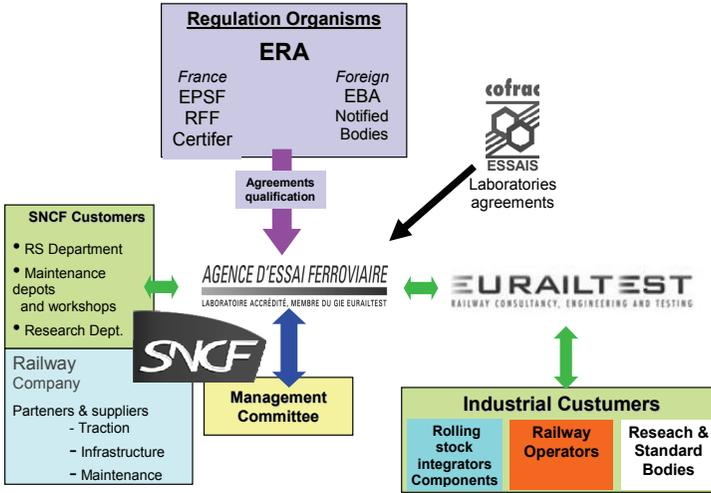 Regulation Organisms
ERA
France
EPSF
RFF
Certifer
Foreign
EBA
Notified
Bodies
cofrac
ESSAIS
Laboratories
agreements
Agreements
qualification
SNCF Customers
• RS Department
• Maintenance
depots
and workshops
• Research Dept.
AGENCE D'ESSAI FERROVIAIRE
LABORATOIRE ACCRÉDITÉ, MEMBRE DU GIE EURAILTEST
EURAILTEST
RAILWAY CONSULTANCY, ENGINEERING AND TESTING
SNCF
Railway
Company
Parteners & suppliers
- Traction
- Infrastructure
- Maintenance
Management
Committee
Industrial Custumers
Rolling
stock
integrators
Components
Railway
Operators
Reseach &
Standard
Bodies